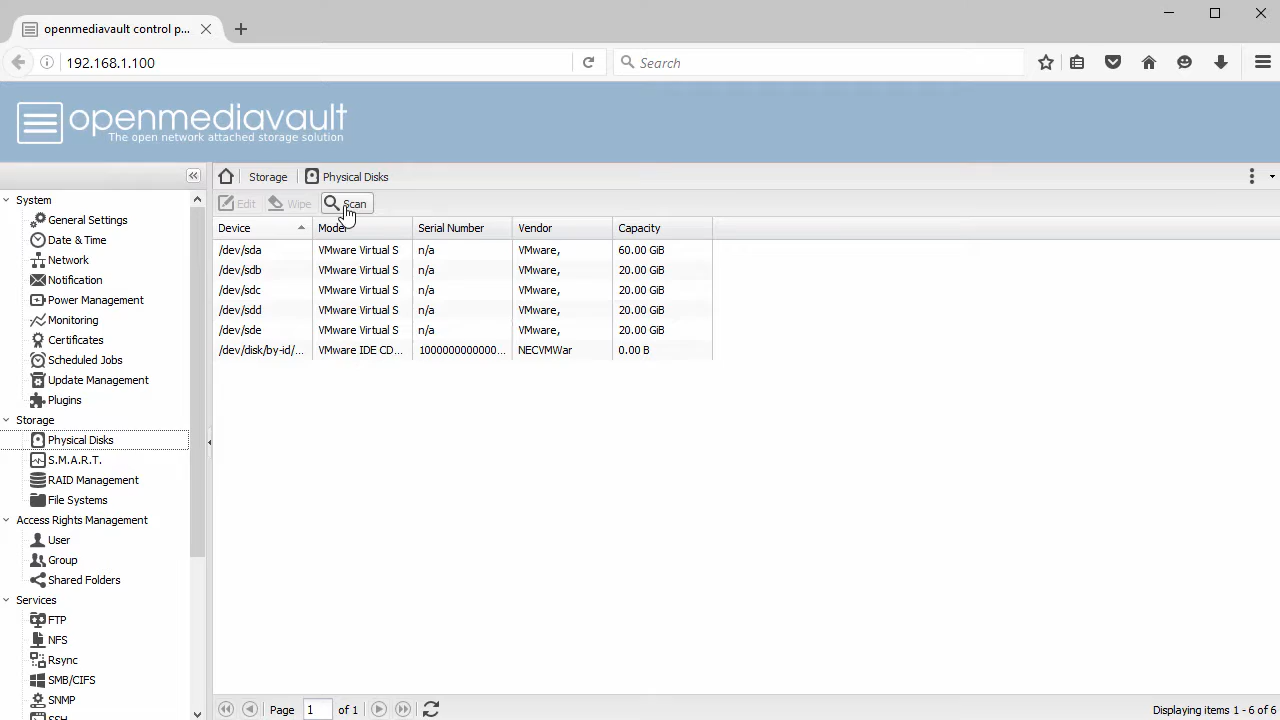 openmediavault control p...
192.168.1.100
Search
openmediavault
The open network attached storage solution
Storage
Physical Disks
System
General Settings
Date & Time
Network
Notification
Power Management
Monitoring
Certificates
Scheduled Jobs
Update Management
Plugins
Storage
Physical Disks
S.M.A.R.T.
RAID Management
File Systems
Access Rights Management
User
Group
Shared Folders
Services
FTP
NFS
Rsync
SMB/CIFS
SNMP
SSH
Edit Wipe Scan
Device Model Serial Number Vendor Capacity
/dev/sda VMware Virtual S n/a VMware, 60.00 GiB
/dev/sdb VMware Virtual S n/a VMware, 20.00 GiB
/dev/sdc VMware Virtual S n/a VMware, 20.00 GiB
/dev/sdd VMware Virtual S n/a VMware, 20.00 GiB
/dev/sde VMware Virtual S n/a VMware, 20.00 GiB
/dev/disk/by-id/... VMware IDE CD... 1000000000000... NECVMWar 0.00 B
Page 1 of 1
Displaying items 1 - 6 of 6